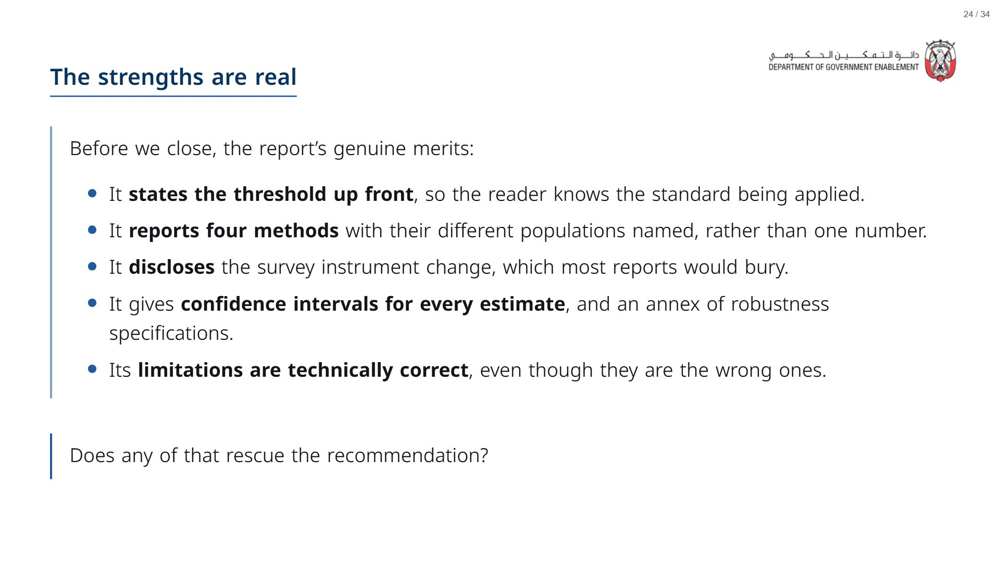 24 / 34
دائرة التمكين الحكومي
DEPARTMENT OF GOVERNMENT ENABLEMENT
The strengths are real
Before we close, the report’s genuine merits:
It states the threshold up front, so the reader knows the standard being applied.
It reports four methods with their different populations named, rather than one number.
It discloses the survey instrument change, which most reports would bury.
It gives confidence intervals for every estimate, and an annex of robustness
specifications.
Its limitations are technically correct, even though they are the wrong ones.
Does any of that rescue the recommendation?